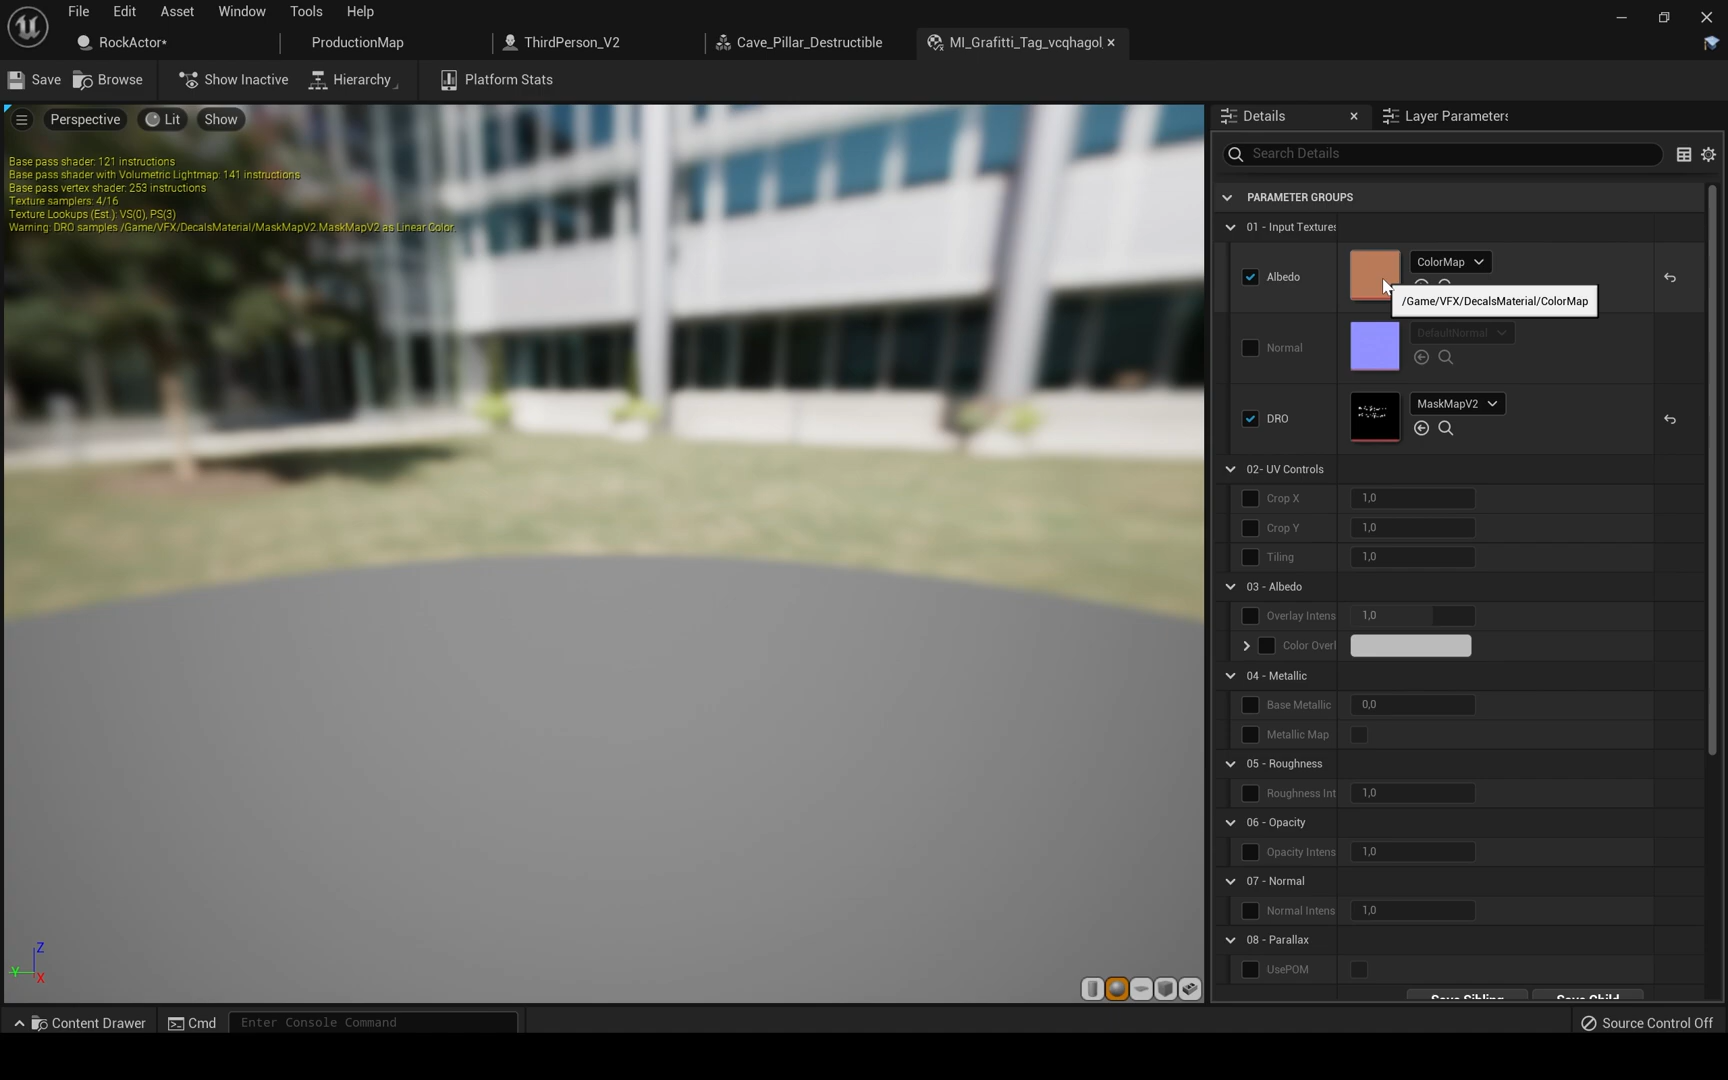 File Edit Asset Window Tools Help
RockActor* ProductionMap ThirdPerson_V2 Cave_Pillar_Destructible MI_Grafitti_Tag_vcqhagol
Save Browse Show Inactive Hierarchy Platform Stats
Perspective Lit Show
Base pass shader: 121 instructions
Base pass shader with Volumetric Lightmap: 141 instructions
Base pass vertex shader: 253 instructions
Texture samplers: 4/16
Texture Lookups (Est.): VS(0), PS(3)
Warning: DRO samples /Game/VFX/DecalsMaterial/MaskMapV2.MaskMapV2 as Linear Color.
Z
Y
X
Details Layer Parameters
Search Details
PARAMETER GROUPS
01 - Input Textures
Albedo ColorMap
/Game/VFX/DecalsMaterial/ColorMap
Normal DefaultNormal
DRO MaskMapV2
02- UV Controls
Crop X 1,0
Crop Y 1,0
Tiling 1,0
03 - Albedo
Overlay Intens 1,0
Color Overl
04 - Metallic
Base Metallic 0,0
Metallic Map
05 - Roughness
Roughness Int 1,0
06 - Opacity
Opacity Intens 1,0
07 - Normal
Normal Intens 1,0
08 - Parallax
UsePOM
Save Sibling Save Child
Content Drawer Cmd Enter Console Command Source Control Off